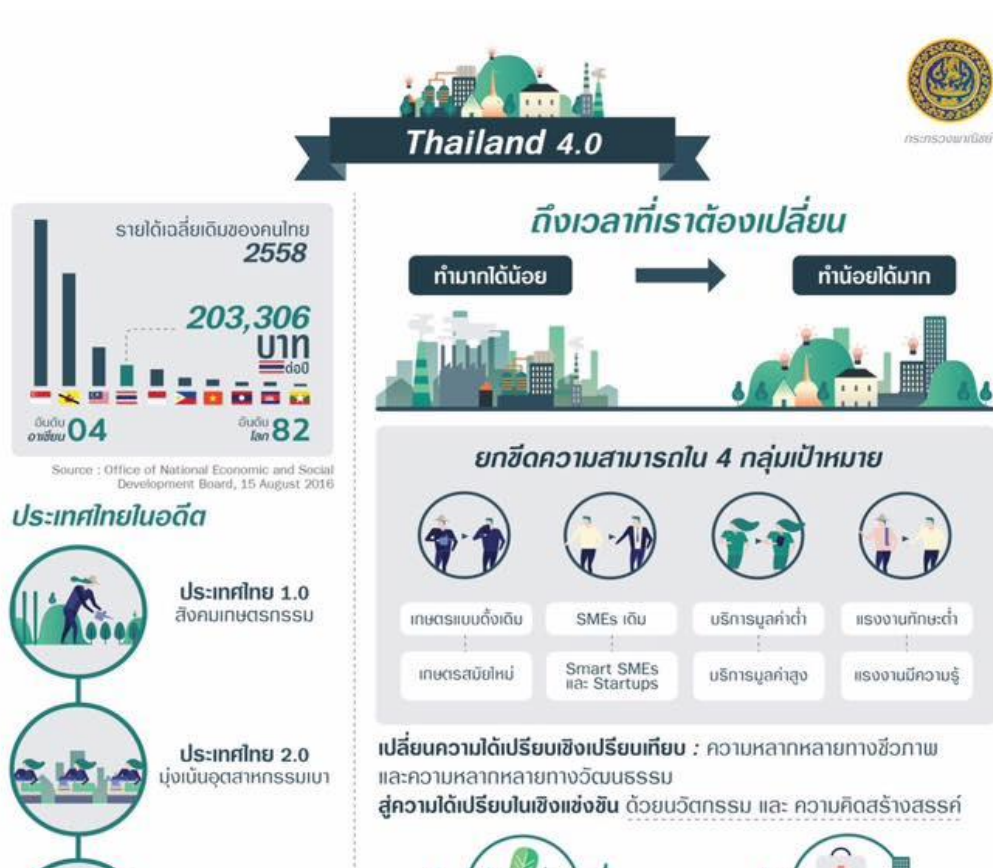 Thailand 4.0
กระทรวงพาณิชย์
รายได้เฉลี่ยเดิมของคนไทย
2558
203,306
บาท
ต่อปี
อันดับ
อาเซียน 04
อันดับ
โลก 82
Source : Office of National Economic and Social
Development Board, 15 August 2016
ประเทศไทยในอดีต
ประเทศไทย 1.0
สังคมเกษตรกรรม
ประเทศไทย 2.0
มุ่งเน้นอุตสาหกรรมเบา
ถึงเวลาที่เราต้องเปลี่ยน
ทำมากได้น้อย
ทำน้อยได้มาก
ยกขีดความสามารถใน 4 กลุ่มเป้าหมาย
เกษตรแบบดั้งเดิม
SMEs เดิม
บริการมูลค่าต่ำ
แรงงานทักษะต่ำ
เกษตรสมัยใหม่
Smart SMEs
และ Startups
บริการมูลค่าสูง
แรงงานมีความรู้
เปลี่ยนความได้เปรียบเชิงเปรียบเทียบ : ความหลากหลายทางชีวภาพ
และความหลากหลายทางวัฒนธรรม
สู่ความได้เปรียบในเชิงแข่งขัน ด้วยนวัตกรรม และ ความคิดสร้างสรรค์